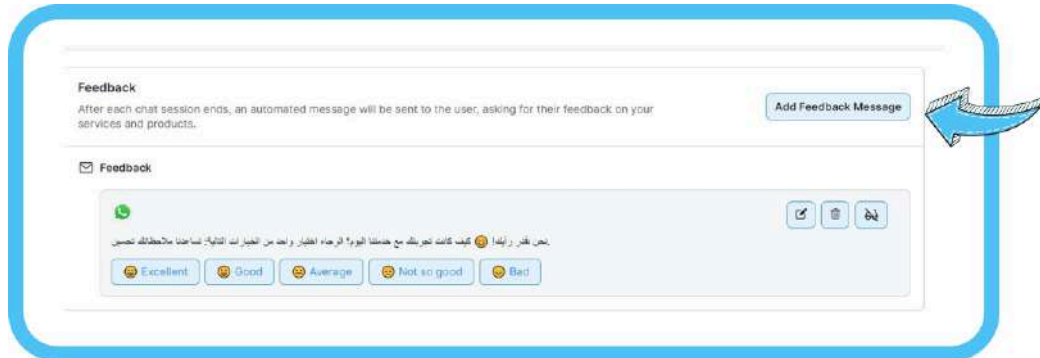 Feedback
After each chat session ends, an automated message will be sent to the user, asking for their feedback on your
services and products.
Add Feedback Message
Feedback
نحن نقدر رأيك! 😊 كيف كانت تجربتك مع خدمتنا اليوم؟ الرجاء اختيار واحد من الخيارات التالية: تساعدنا ملاحظاتك تحسين.
Excellent
Good
Average
Not so good
Bad